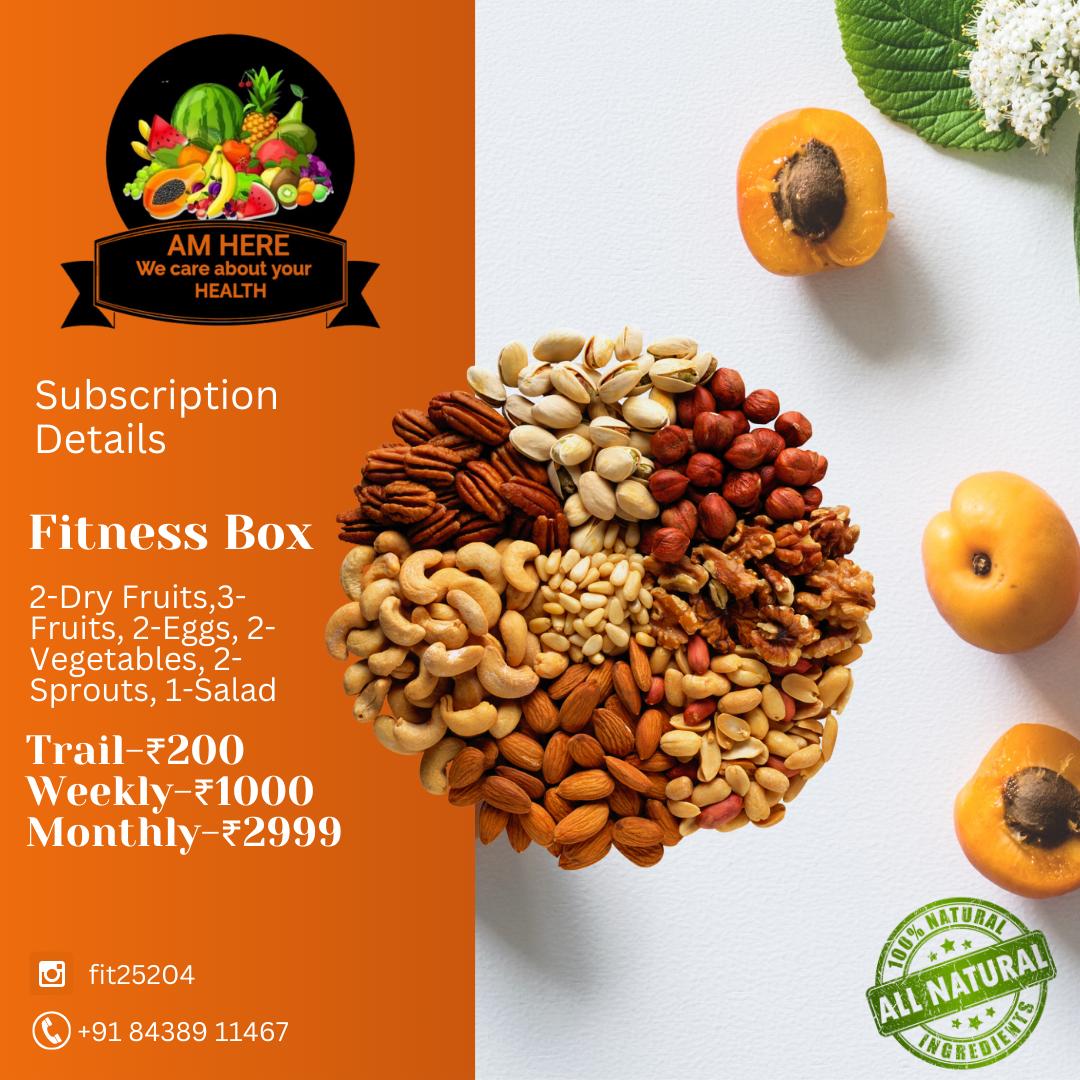 AM HERE
We care about your
HEALTH
Subscription
Details
Fitness Box
2-Dry Fruits,3-
Fruits, 2-Eggs, 2-
Vegetables, 2-
Sprouts, 1-Salad
Trail-₹200
Weekly-₹1000
Monthly-₹2999
fit25204
+91 84389 11467
100% NATURAL
ALL NATURAL
INGREDIENTS